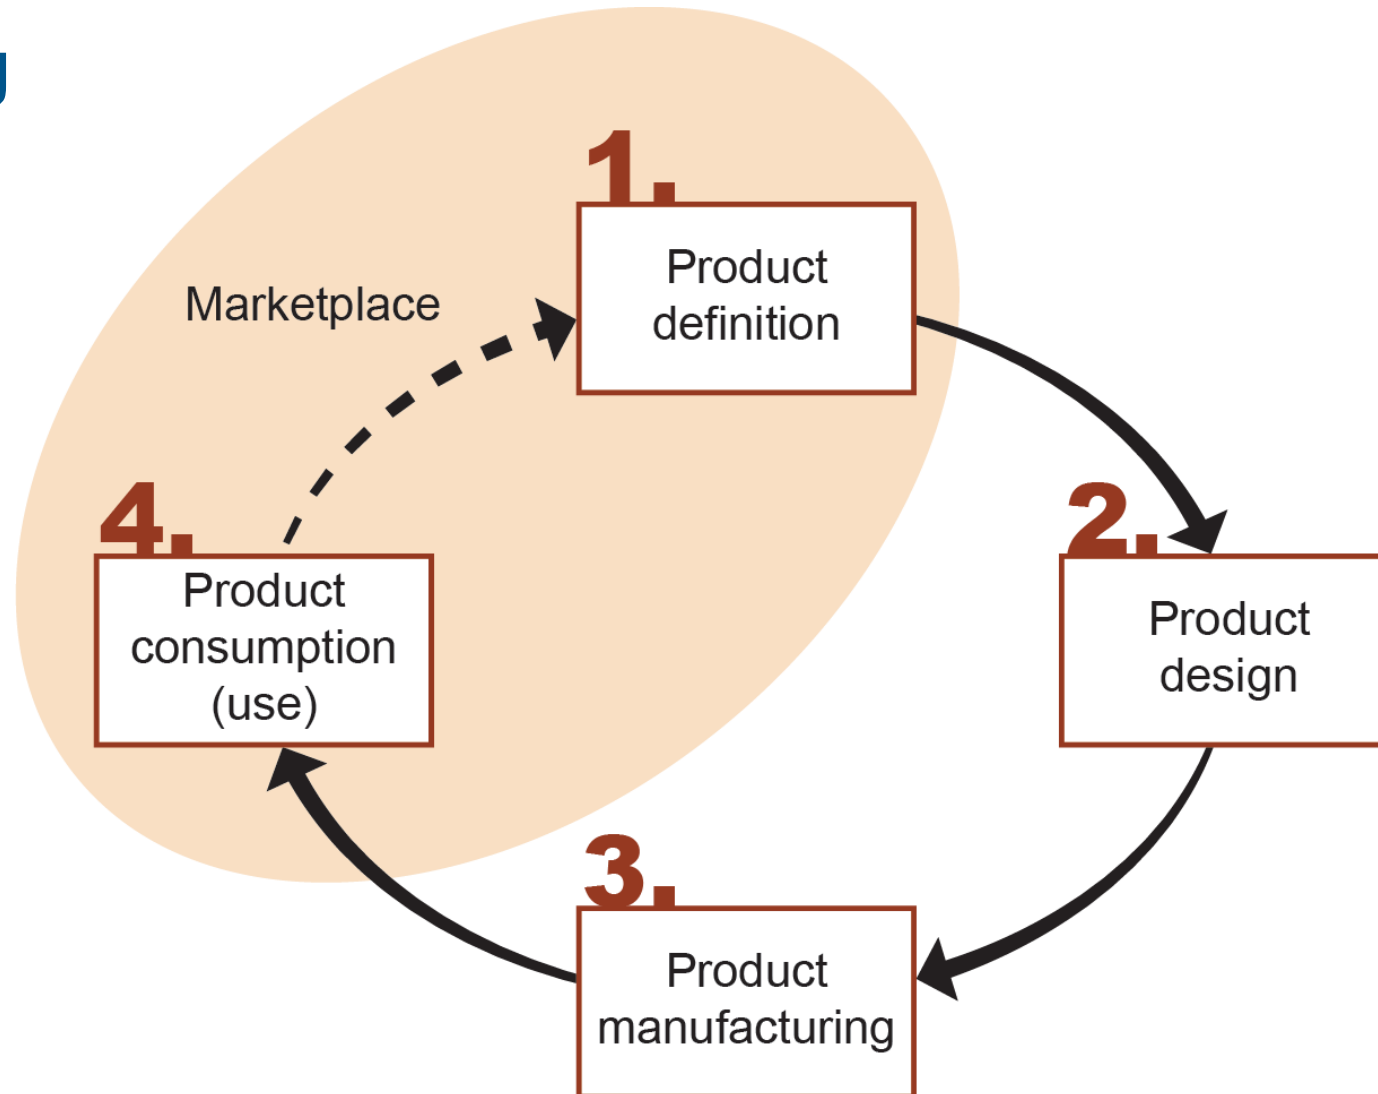 1.
Product
definition
Marketplace
2.
Product
design
3.
Product
manufacturing
4.
Product
consumption
(use)